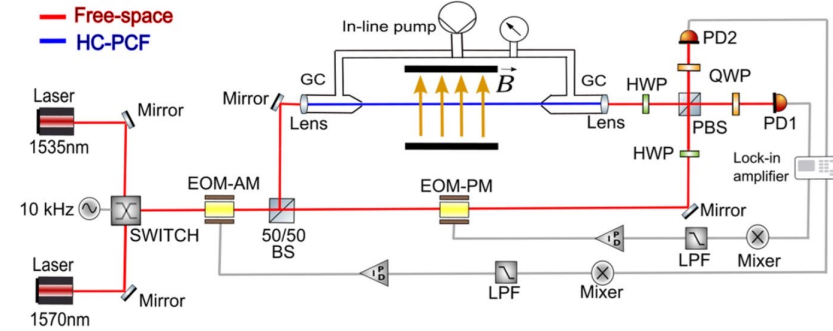 Free-space
HC-PCF
In-line pump
PD2
GC
B
GC
HWP
QWP
Mirror
Lens
Lens
PBS
PD1
Laser
1535nm
Mirror
HWP
Lock-in
amplifier
EOM-AM
EOM-PM
10 kHz
SWITCH
50/50
BS
Mirror
P I D
LPF
Mixer
Laser
1570nm
Mirror
P I D
LPF
Mixer